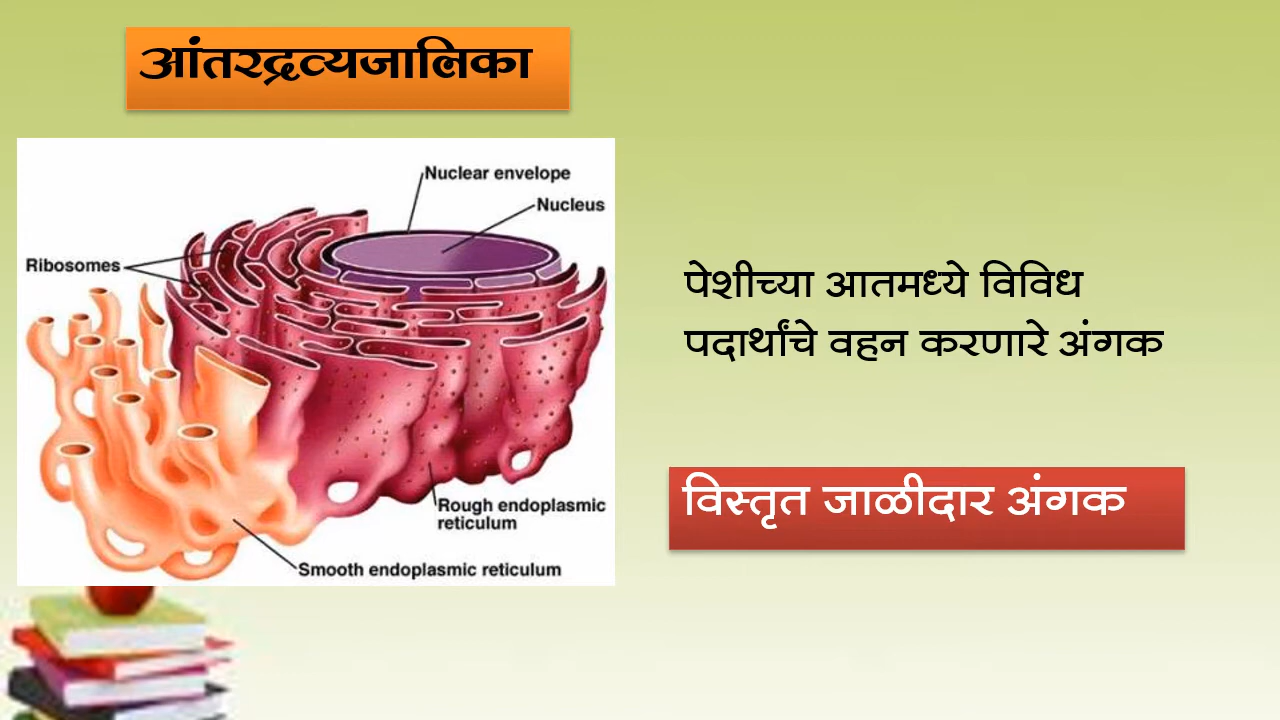 आंतरद्रव्यजालिका
Nuclear envelope
Nucleus
Ribosomes
Rough endoplasmic
reticulum
Smooth endoplasmic reticulum
पेशीच्या आतमध्ये विविध
पदार्थांचे वहन करणारे अंगक
विस्तृत जाळीदार अंगक